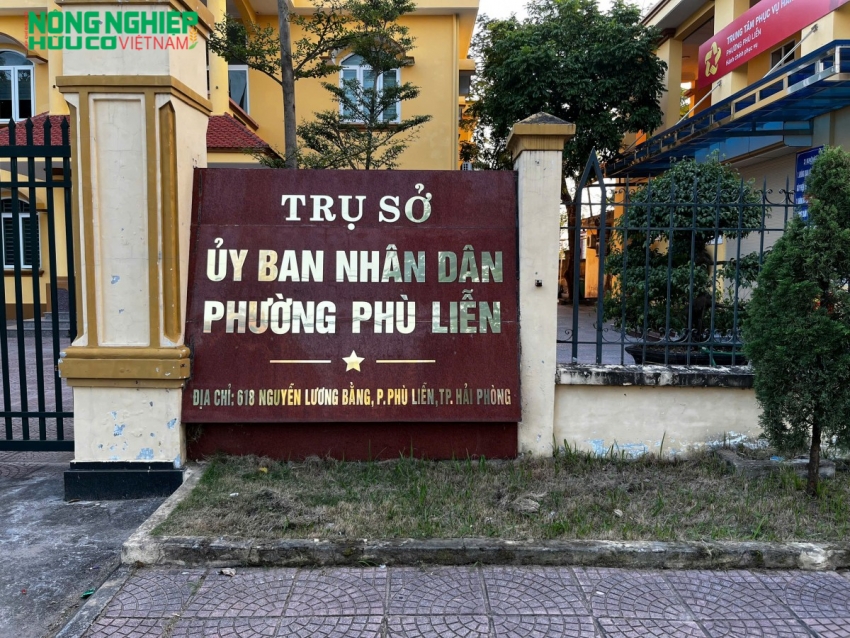 NÔNG NGHIỆP
HỮU CƠ VIỆT NAM
TRUNG TÂM PHỤC VỤ
PHƯỜNG PHÙ LIỄN
TRỤ SỞ
ỦY BAN NHÂN DÂN
PHƯỜNG PHÙ LIỄN
ĐỊA CHỈ: 618 NGUYỄN LƯƠNG BẰNG, P.PHÙ LIỄN, TP. HẢI PHÒNG